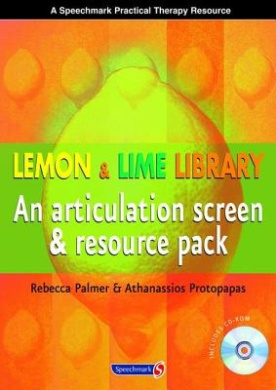 A Speechmark Practical Therapy Resource
LEMON & LIME LIBRARY
An articulation screen
& resource pack
Rebecca Palmer & Athanassios Protopapas
INCLUDES CD-ROM
Speechmark